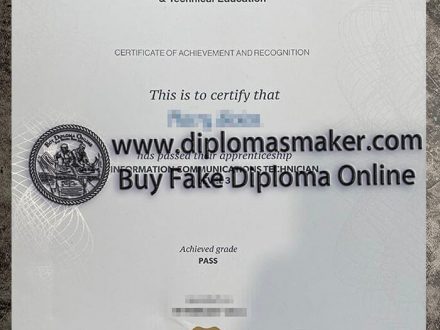 & Technical Education
CERTIFICATE OF ACHIEVEMENT AND RECOGNITION
This is to certify that
www.diplomasmaker.com
has passed their apprenticeship
INFORMATION COMMUNICATIONS TECHNICIAN
Buy Fake Diploma Online
Achieved grade
PASS